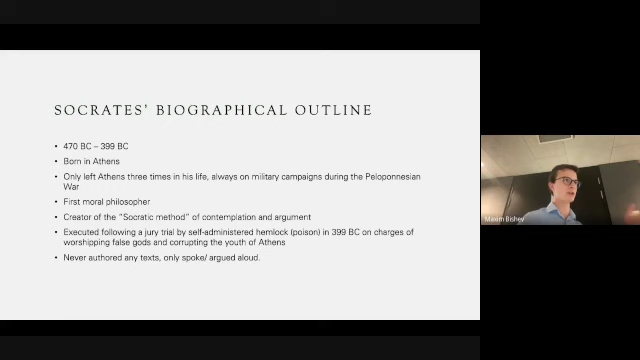 SOCRATES' BIOGRAPHICAL OUTLINE
• 470 BC – 399 BC
• Born in Athens
• Only left Athens three times in his life, always on military campaigns during the Peloponnesian
War
• First moral philosopher
• Creator of the "Socratic method" of contemplation and argument
• Executed following a jury trial by self-administered hemlock (poison) in 399 BC on charges of
worshipping false gods and corrupting the youth of Athens
• Never authored any texts, only spoke/ argued aloud.
Maxim Bishev